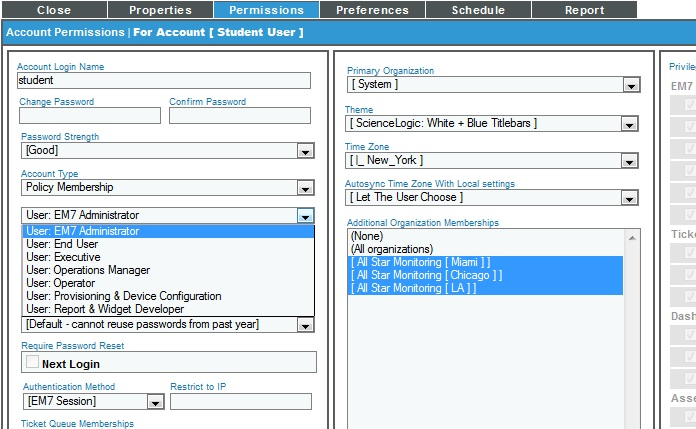 Close Properties Permissions Preferences Schedule Report
Account Permissions | For Account [ Student User ]
Account Login Name
student
Change Password Confirm Password
Password Strength
[Good]
Account Type
Policy Membership
User: EM7 Administrator
User: EM7 Administrator
User: End User
User: Executive
User: Operations Manager
User: Operator
User: Provisioning & Device Configuration
User: Report & Widget Developer
[Default - cannot reuse passwords from past year]
Require Password Reset
Next Login
Authentication Method Restrict to IP
[EM7 Session]
Ticket Queue Memberships
Primary Organization
[ System ]
Theme
[ ScienceLogic: White + Blue Titlebars ]
Time Zone
[ |_ New_York ]
Autosync Time Zone With Local settings
[ Let The User Choose ]
Additional Organization Memberships
(None)
(All organizations)
[ All Star Monitoring [ Miami ] ]
[ All Star Monitoring [ Chicago ] ]
[ All Star Monitoring [ LA ] ]
Privile
EM7
Ticke
Dash
Asse